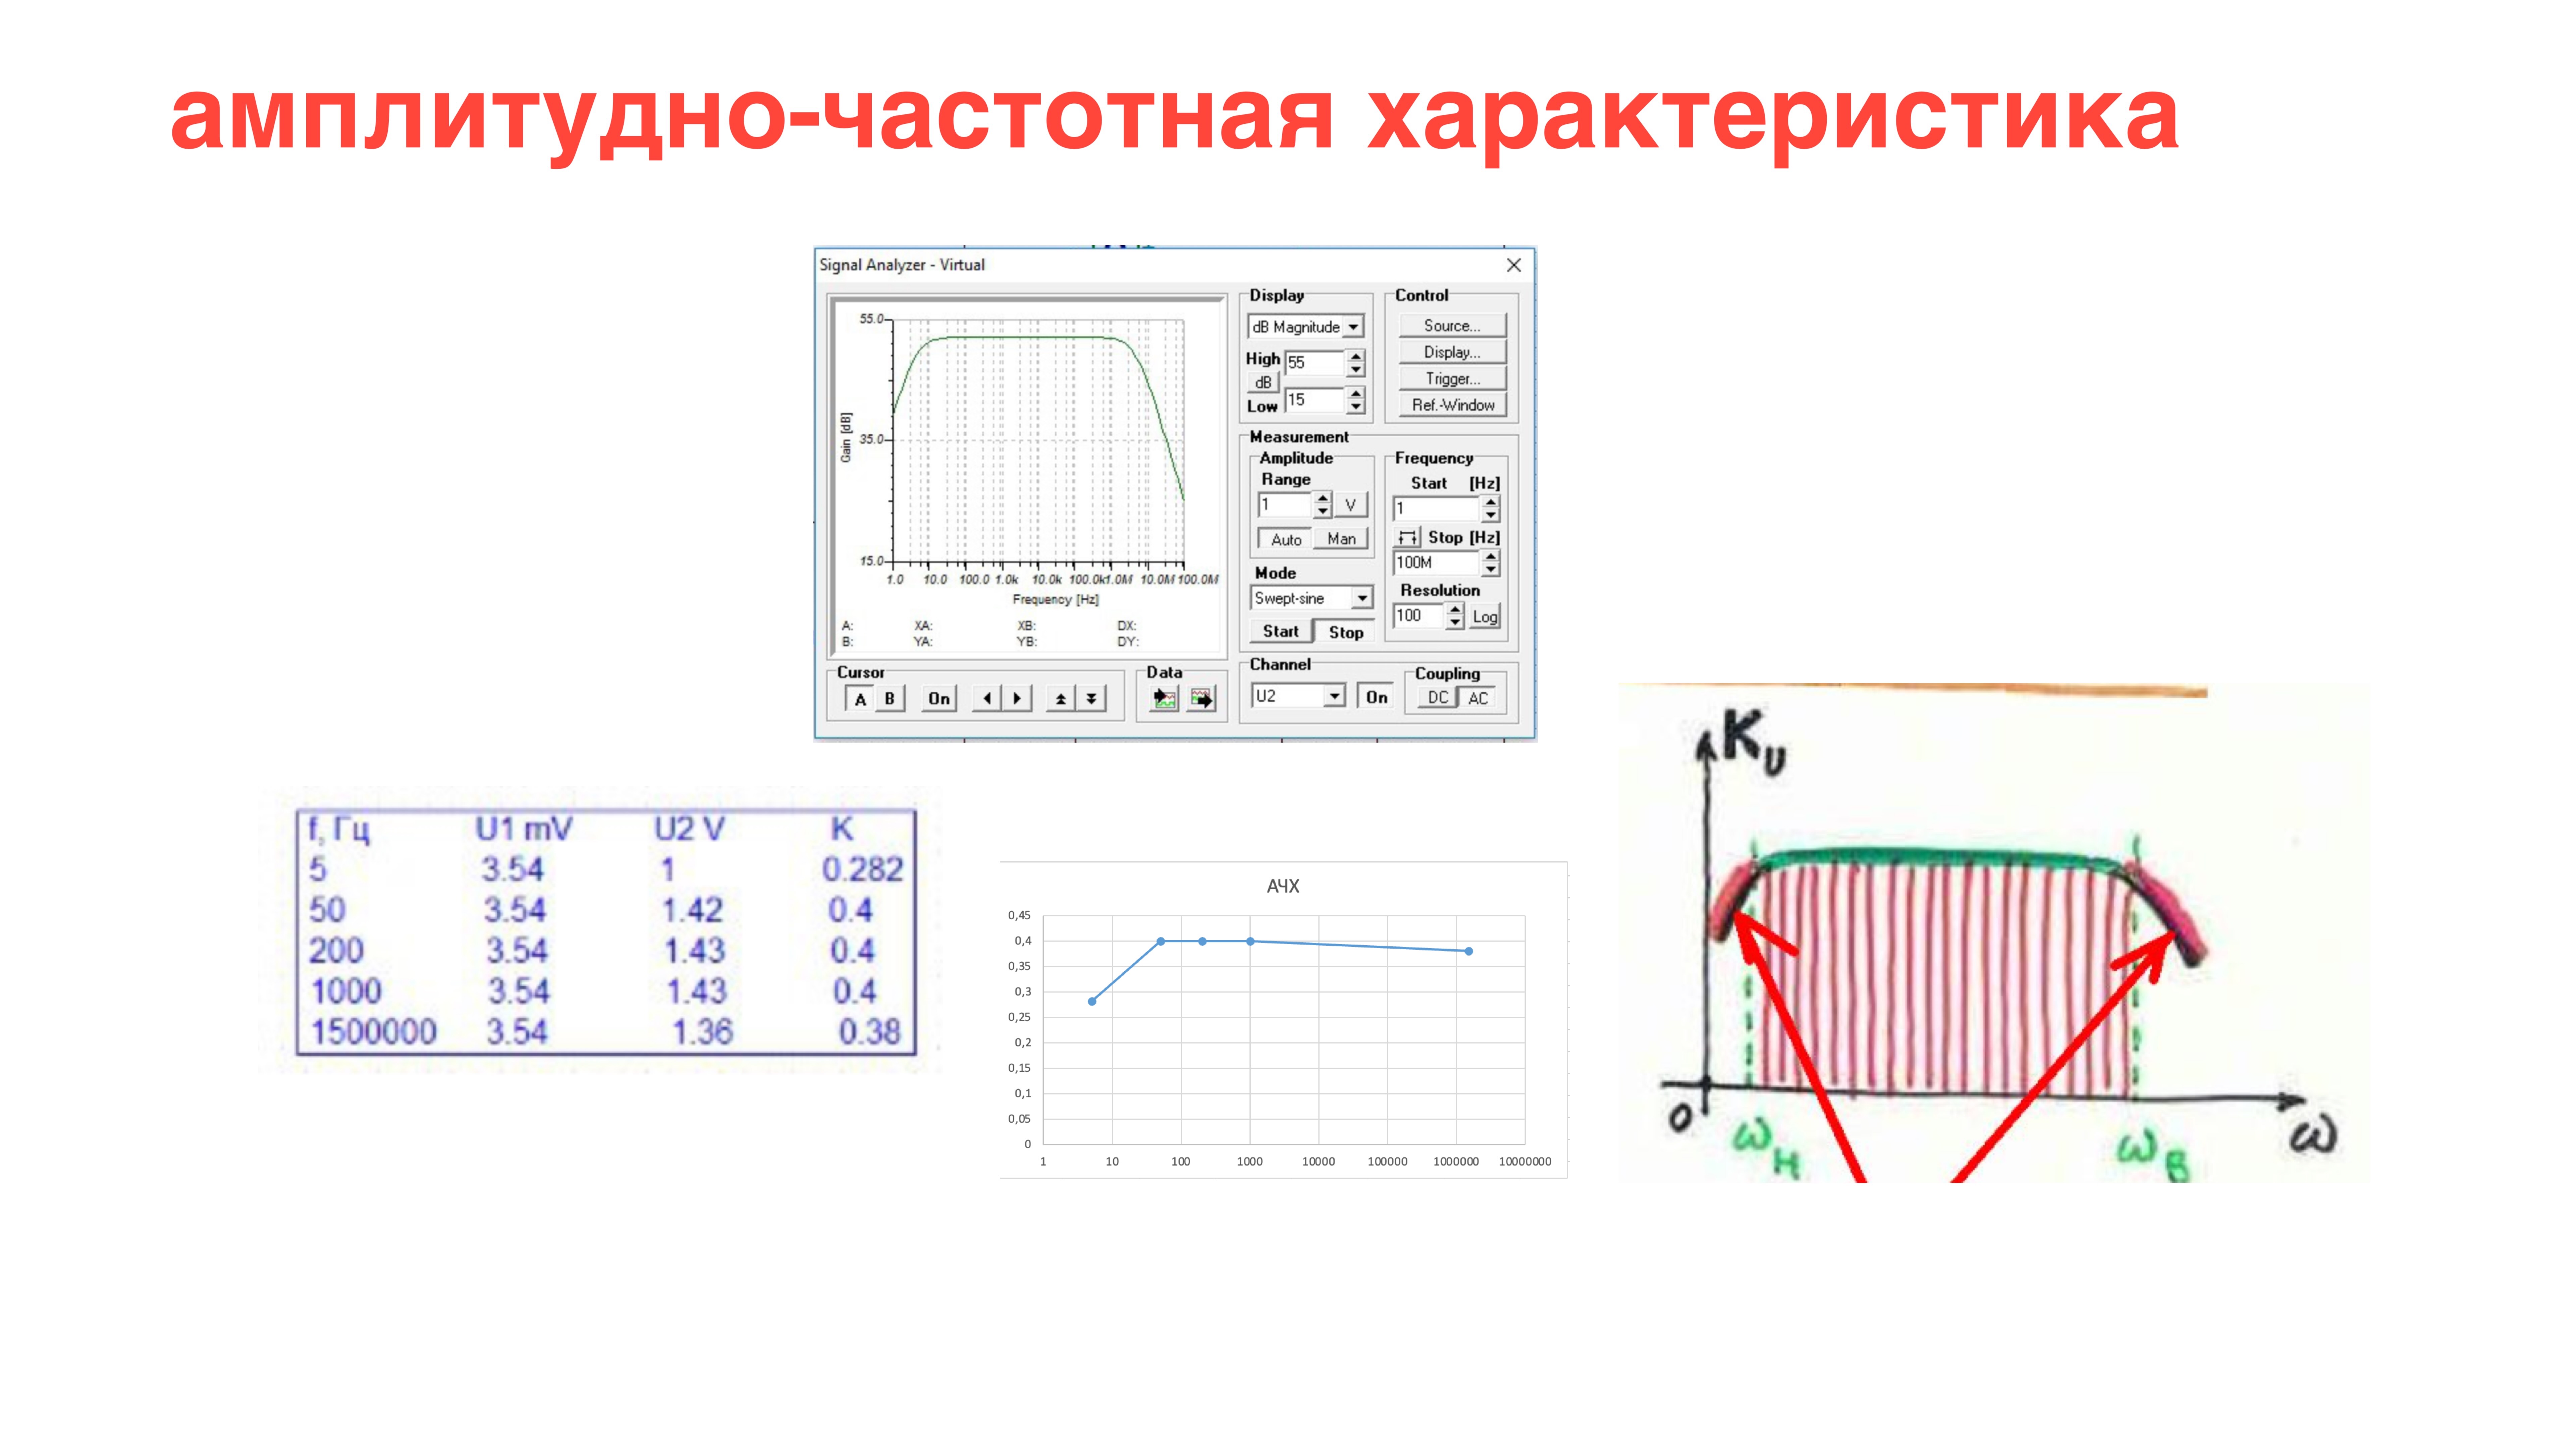 амплитудно-частотная характеристика
Signal Analyzer - Virtual
55.0
35.0
15.0
Gain [dB]
1.0 10.0 100.0 1.0k 10.0k 100.0k 1.0M 10.0M 100.0M
Frequency [Hz]
A: XA: XB: DX:
B: YA: YB: DY:
Cursor
A B On
Data
Display
dB Magnitude
High 55
dB
Low 15
Control
Source...
Display...
Trigger...
Ref.-Window
Measurement
Amplitude
Range
1 V
Auto Man
Mode
Swept-sine
Start Stop
Frequency
Start [Hz]
1
Stop [Hz]
100M
Resolution
100 Log
Channel
U2 On
Coupling
DC AC
f, Гц U1 mV U2 V K
5 3.54 1 0.282
50 3.54 1.42 0.4
200 3.54 1.43 0.4
1000 3.54 1.43 0.4
1500000 3.54 1.36 0.38
АЧХ
0,45
0,4
0,35
0,3
0,25
0,2
0,15
0,1
0,05
0
1 10 100 1000 10000 100000 1000000 10000000
KU
0 ωН ωВ ω